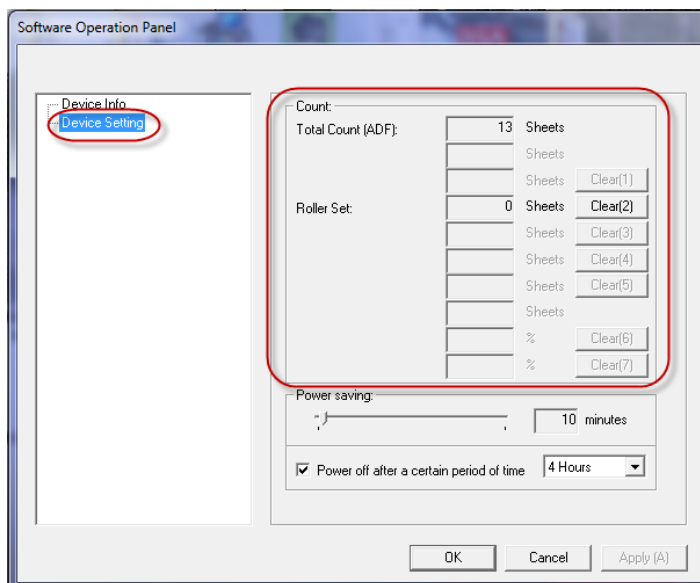 Software Operation Panel
Device Info
Device Setting
Count:
Total Count (ADF): 13 Sheets
Sheets
Sheets Clear(1)
Roller Set: 0 Sheets Clear(2)
Sheets Clear(3)
Sheets Clear(4)
Sheets Clear(5)
Sheets
% Clear(6)
% Clear(7)
Power saving:
10 minutes
Power off after a certain period of time 4 Hours
OK Cancel Apply (A)